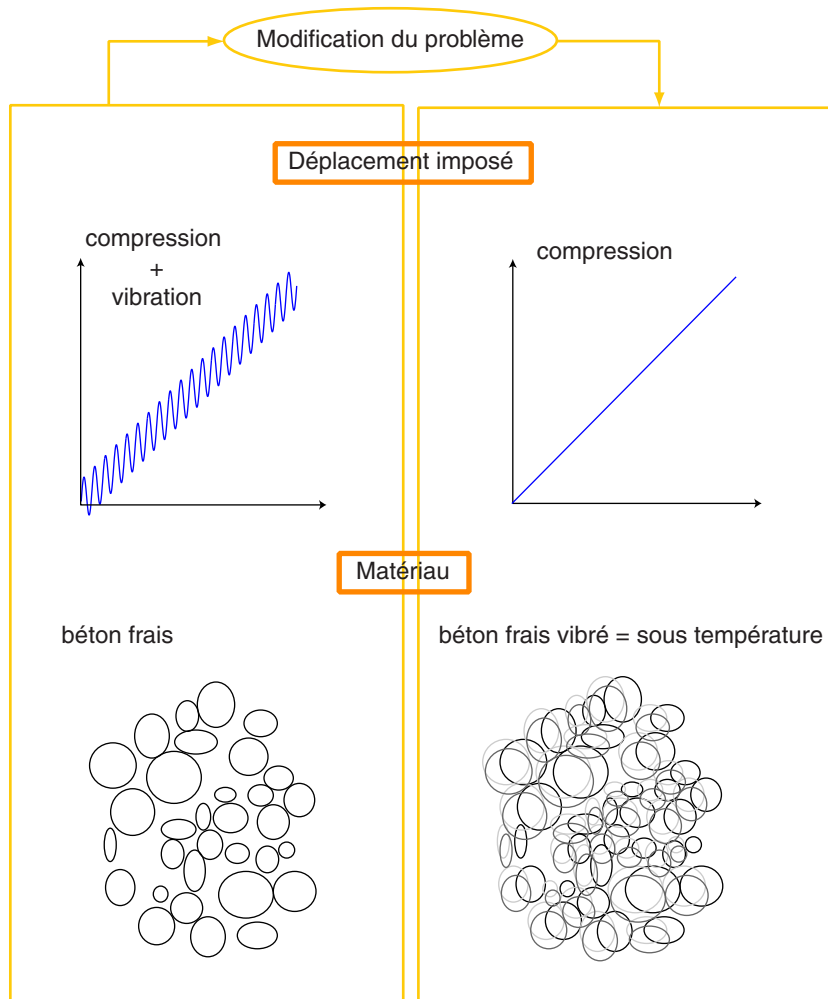 Modification du problème
Déplacement imposé
compression
+
vibration
compression
Matériau
béton frais
béton frais vibré = sous température